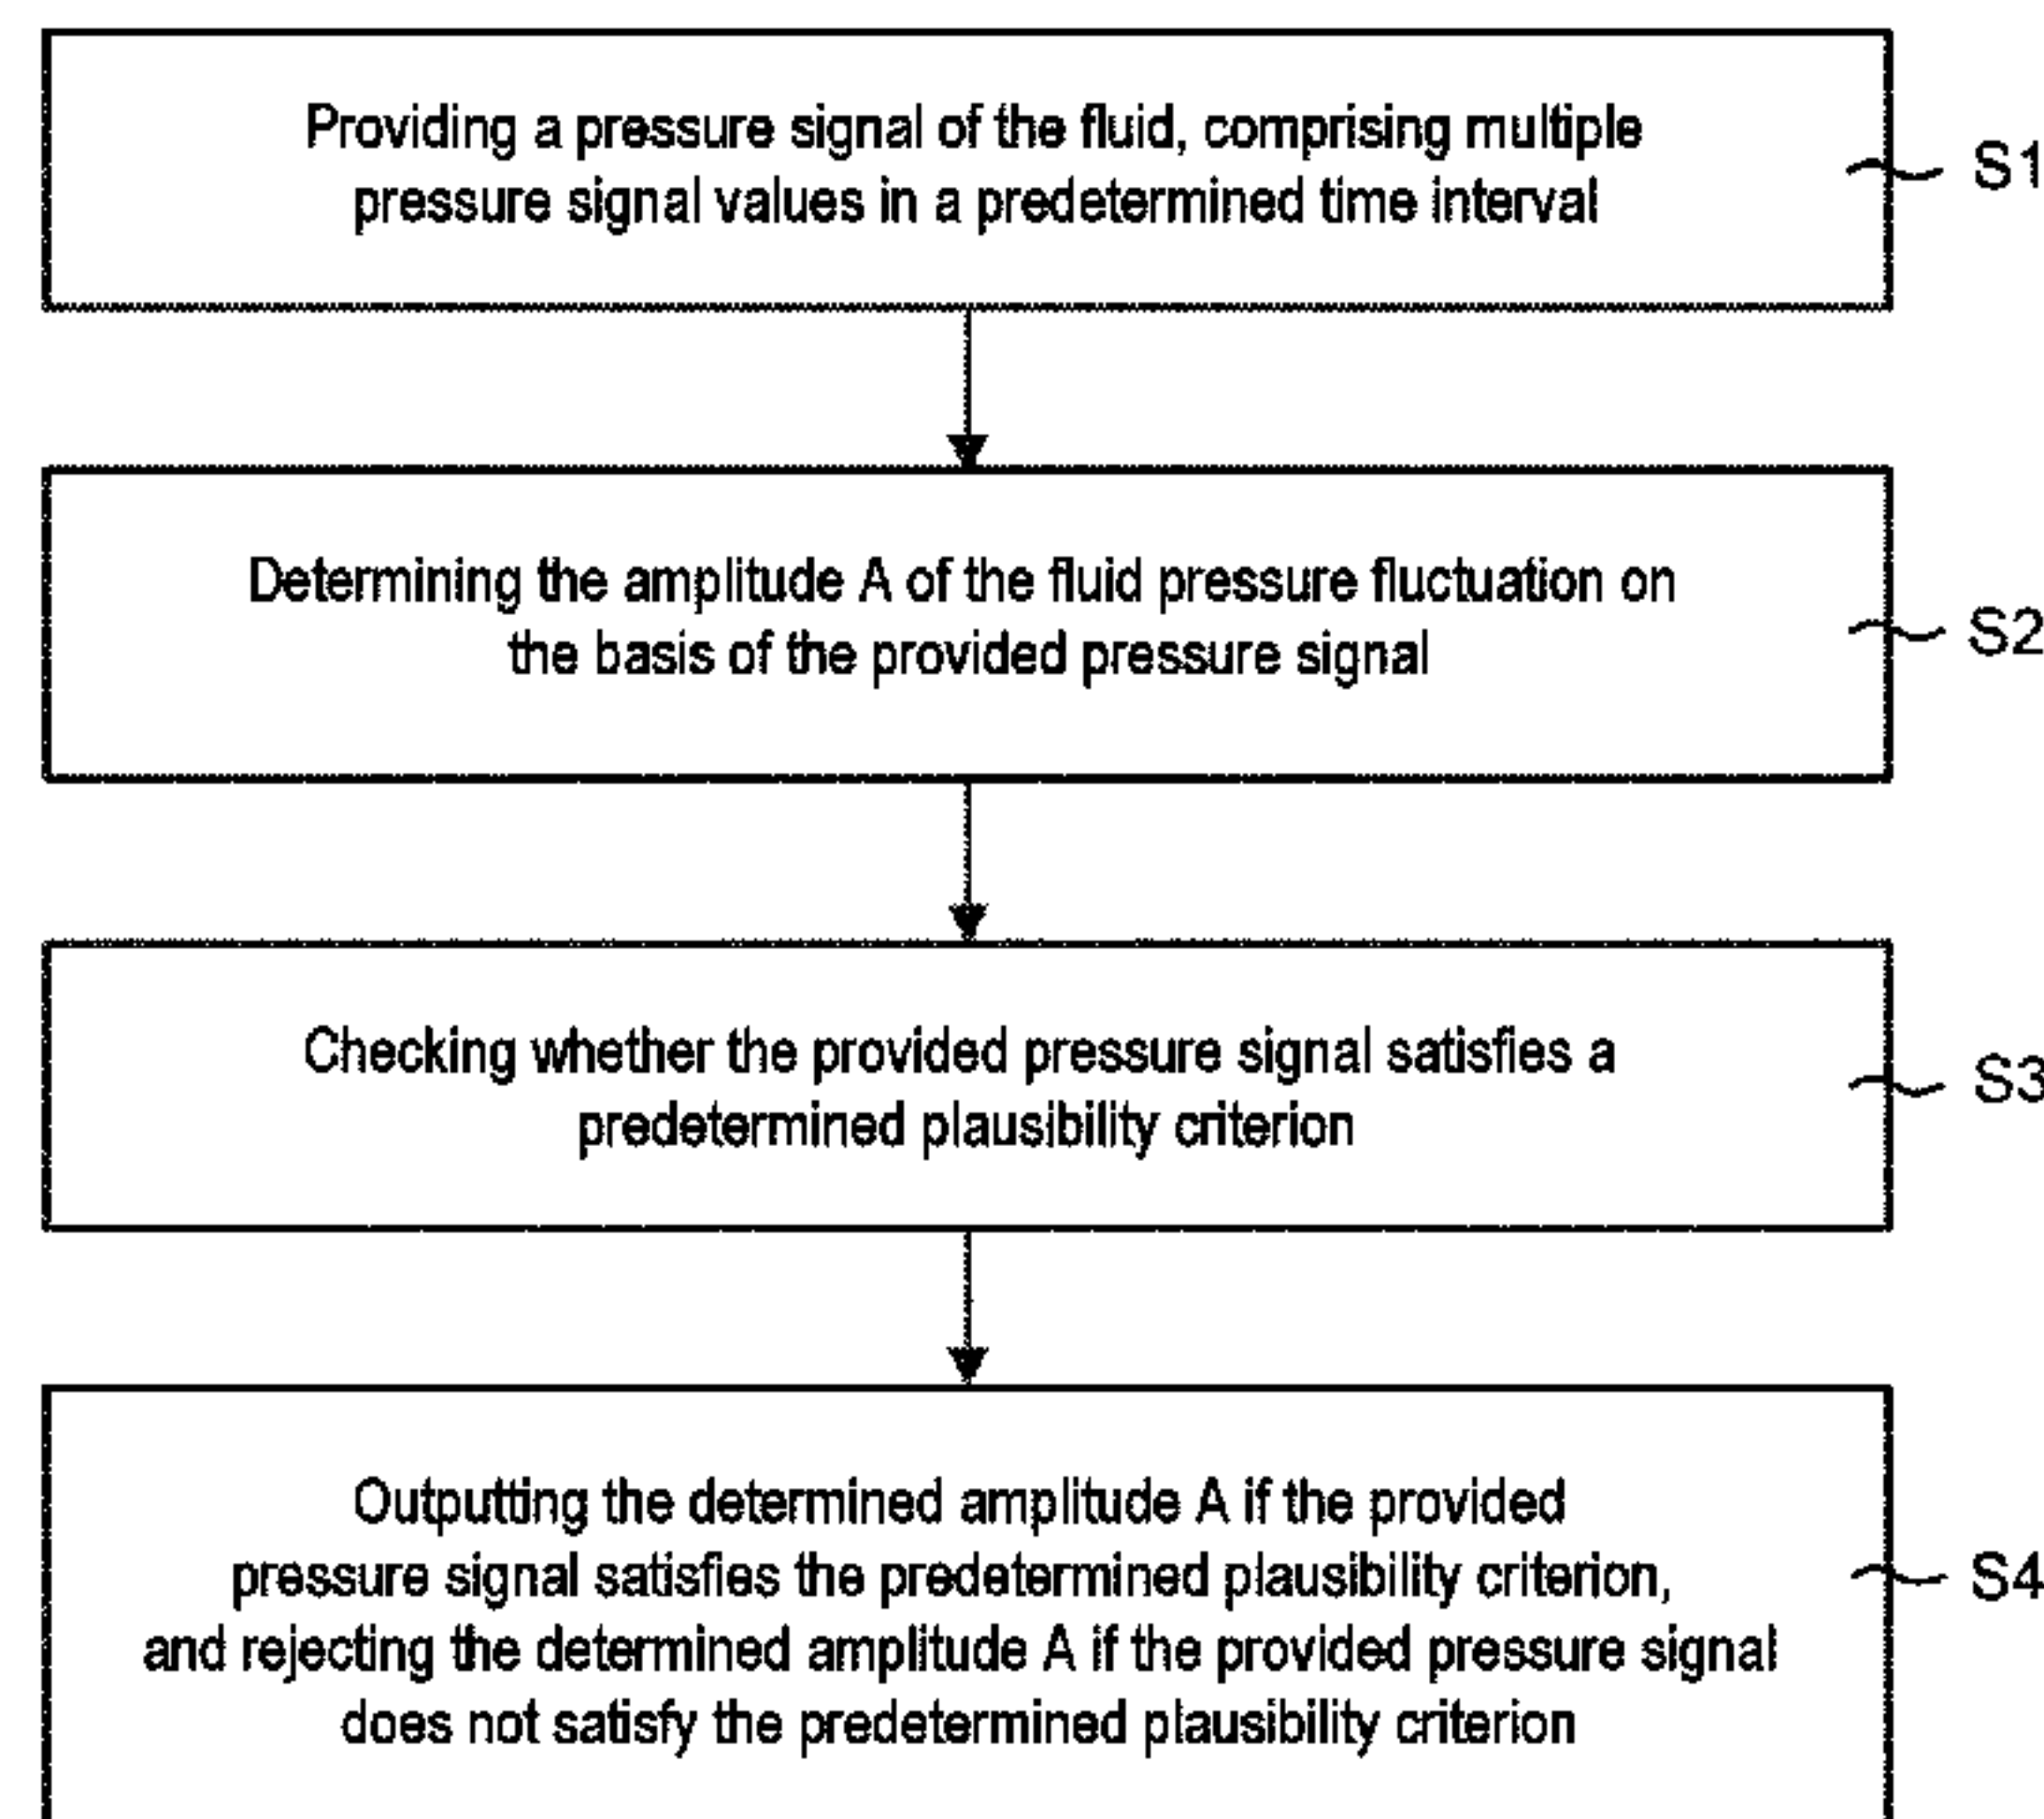 Providing a pressure signal of the fluid, comprising multiple
pressure signal values in a predetermined time interval
S1
Determining the amplitude A of the fluid pressure fluctuation on
the basis of the provided pressure signal
S2
Checking whether the provided pressure signal satisfies a
predetermined plausibility criterion
S3
Outputting the determined amplitude A if the provided
pressure signal satisfies the predetermined plausibility criterion,
and rejecting the determined amplitude A if the provided pressure signal
does not satisfy the predetermined plausibility criterion
S4